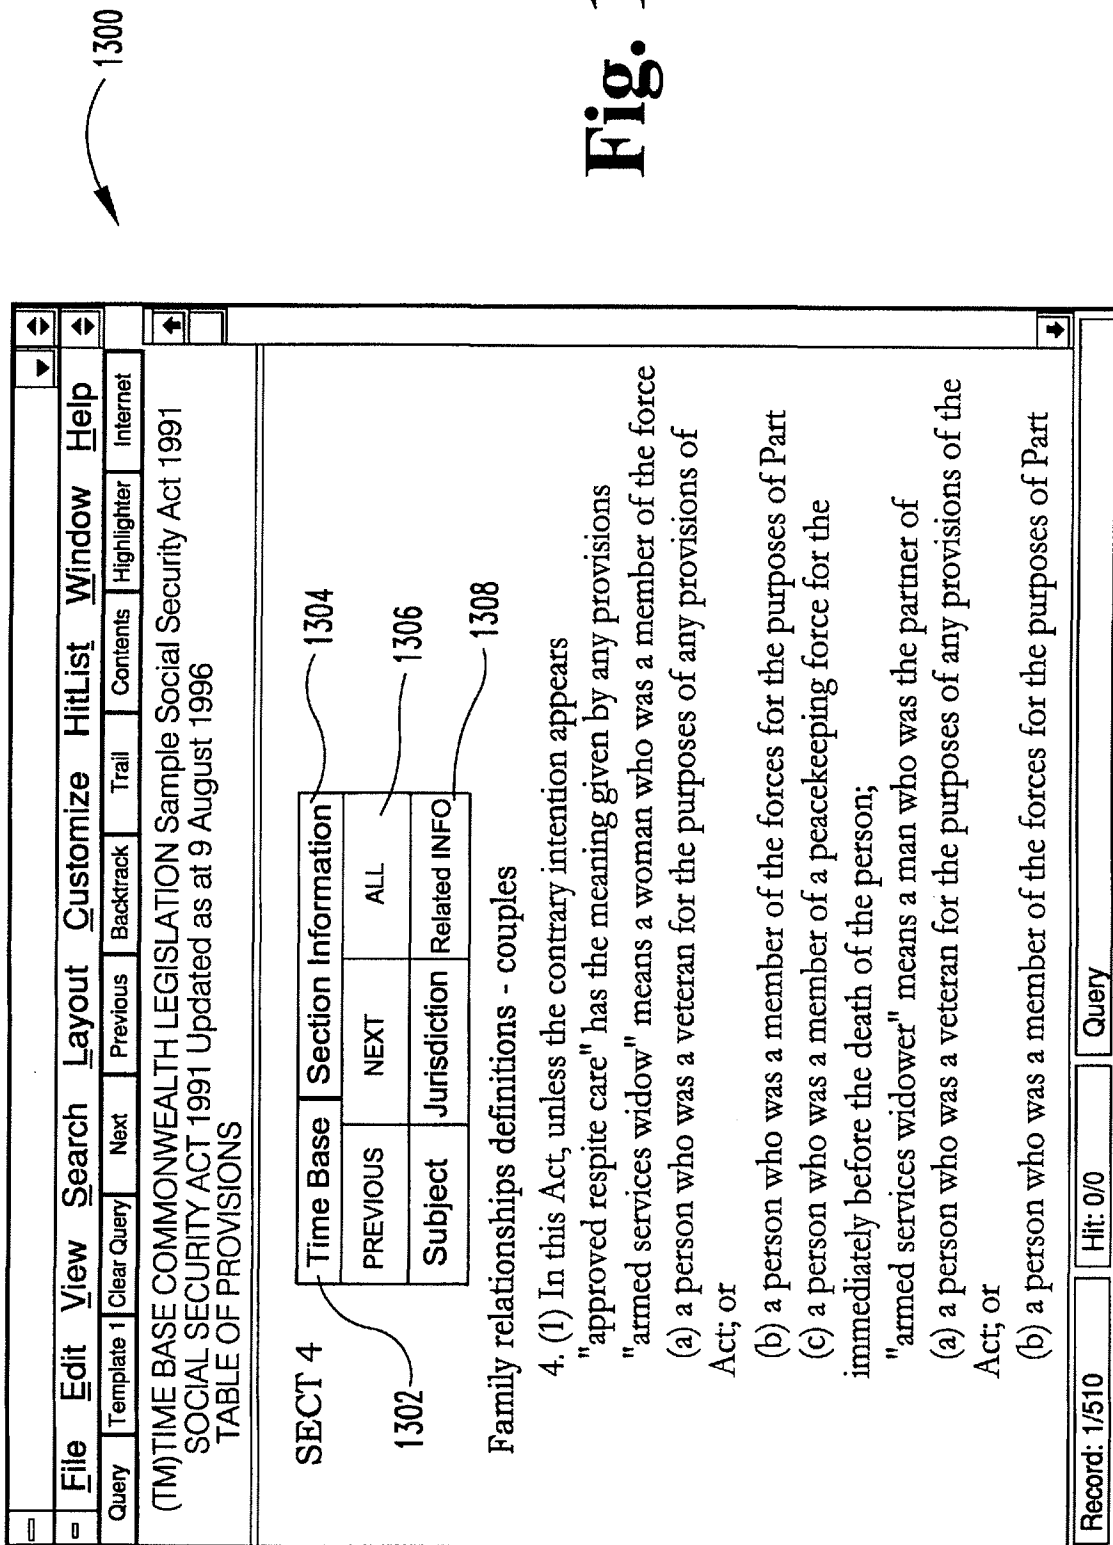 1300
File Edit View Search Layout Customize HitList Window Help
Query Template 1 Clear Query Next Previous Backtrack Trail Contents Highlighter Internet
(TM)TIME BASE COMMONWEALTH LEGISLATION Sample Social Security Act 1991
SOCIAL SECURITY ACT 1991 Updated as at 9 August 1996
TABLE OF PROVISIONS
SECT 4
Time Base Section Information
PREVIOUS NEXT ALL
Subject Jurisdiction Related INFO
1302
1304
1306
1308
Family relationships definitions - couples
4. (1) In this Act, unless the contrary intention appears
"approved respite care" has the meaning given by any provisions
"armed services widow" means a woman who was a member of the force
(a) a person who was a veteran for the purposes of any provisions of
Act; or
(b) a person who was a member of the forces for the purposes of Part
(c) a person who was a member of a peacekeeping force for the
immediately before the death of the person;
"armed services widower" means a man who was the partner of
(a) a person who was a veteran for the purposes of any provisions of the
Act; or
(b) a person who was a member of the forces for the purposes of Part
Record: 1/510 Hit: 0/0 Query
Fig.